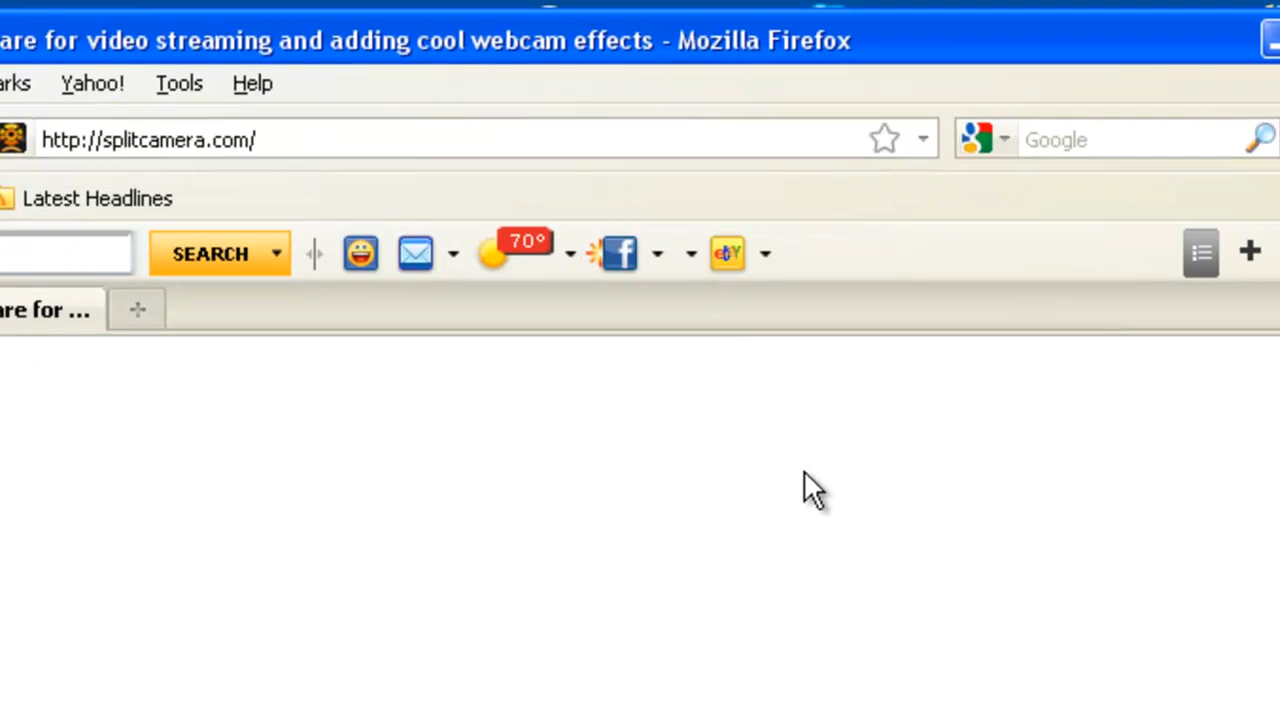 are for video streaming and adding cool webcam effects - Mozilla Firefox
arks Yahoo! Tools Help
http://splitcamera.com/ Google
Latest Headlines
SEARCH 70° f ebY
are for ...